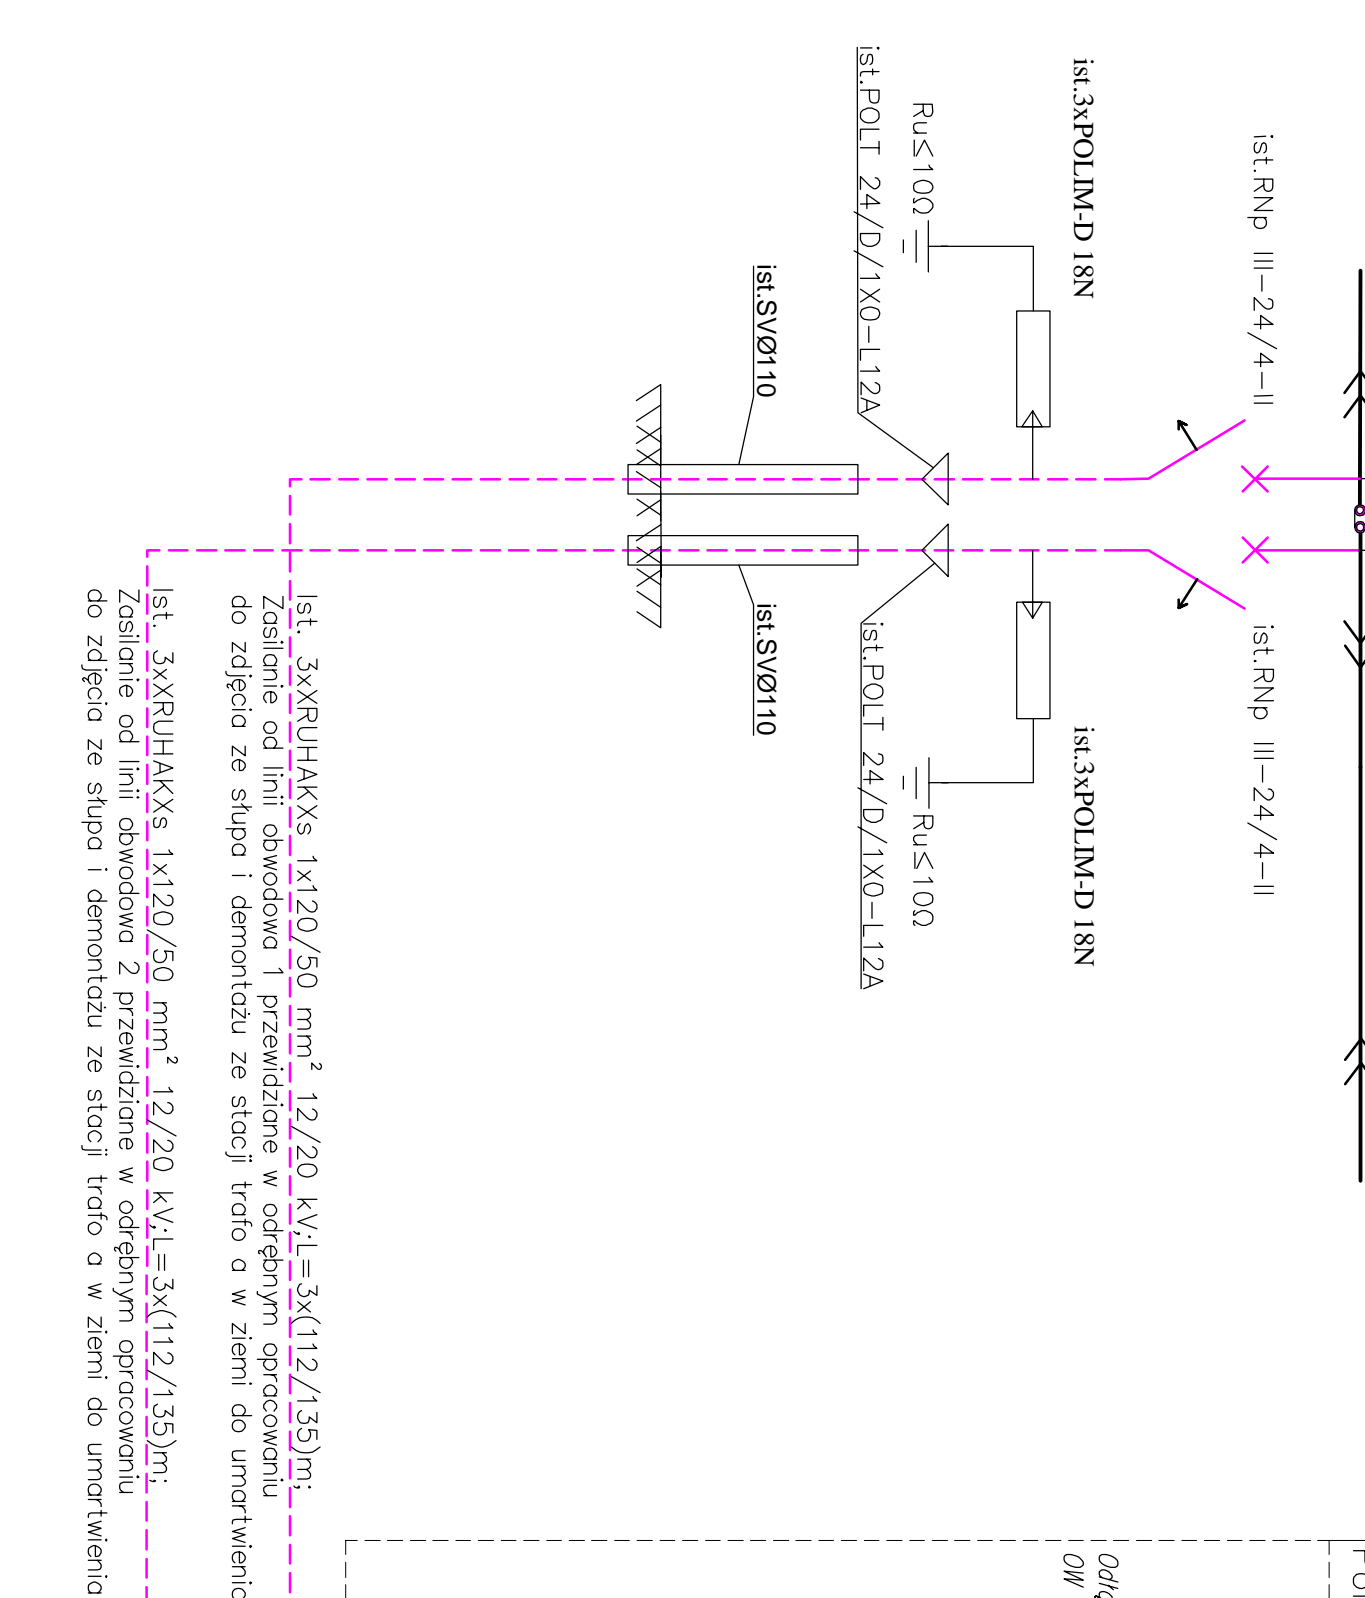 ist.RNp III-24/4-II
ist.RNp III-24/4-II
ist.3xPOLIM-D 18N
ist.3xPOLIM-D 18N
Ru≤10Ω
Ru≤10Ω
ist.POLT 24/D/1X0-L12A
ist.POLT 24/D/1X0-L12A
ist.SVØ110
ist.SVØ110
Ist. 3xXRUHAKXs 1x120/50 mm² 12/20 kV;L=3x(112/135)m;
Zasilanie od linii obwodowa 1 przewidziane w odrębnym opracowaniu
do zdjęcia ze słupa i demontażu ze stacji trafo a w ziemi do umartwienia
Ist. 3xXRUHAKXs 1x120/50 mm² 12/20 kV;L=3x(112/135)m;
Zasilanie od linii obwodowa 2 przewidziane w odrębnym opracowaniu
do zdjęcia ze słupa i demontażu ze stacji trafo a w ziemi do umartwienia
OW